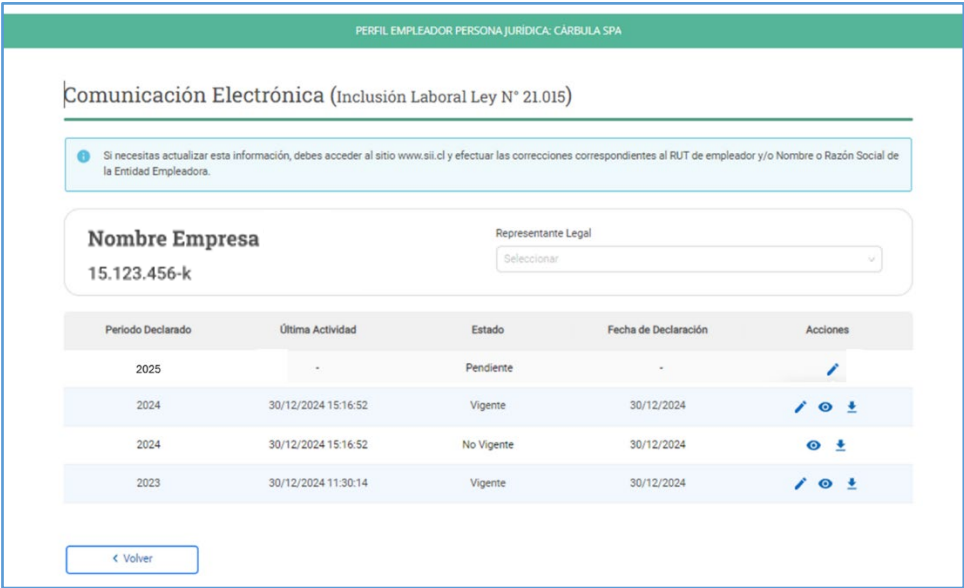 PERFIL EMPLEADOR PERSONA JURÍDICA: CÁRBULA SPA
Comunicación Electrónica (Inclusión Laboral Ley N° 21.015)
Si necesitas actualizar esta información, debes acceder al sitio www.sii.cl y efectuar las correcciones correspondientes al RUT de empleador y/o Nombre o Razón Social de
la Entidad Empleadora.
Nombre Empresa
15.123.456-k
Representante Legal
Seleccionar
Periodo Declarado Última Actividad Estado Fecha de Declaración Acciones
2025 - Pendiente -
2024 30/12/2024 15:16:52 Vigente 30/12/2024
2024 30/12/2024 15:16:52 No Vigente 30/12/2024
2023 30/12/2024 11:30:14 Vigente 30/12/2024
< Volver